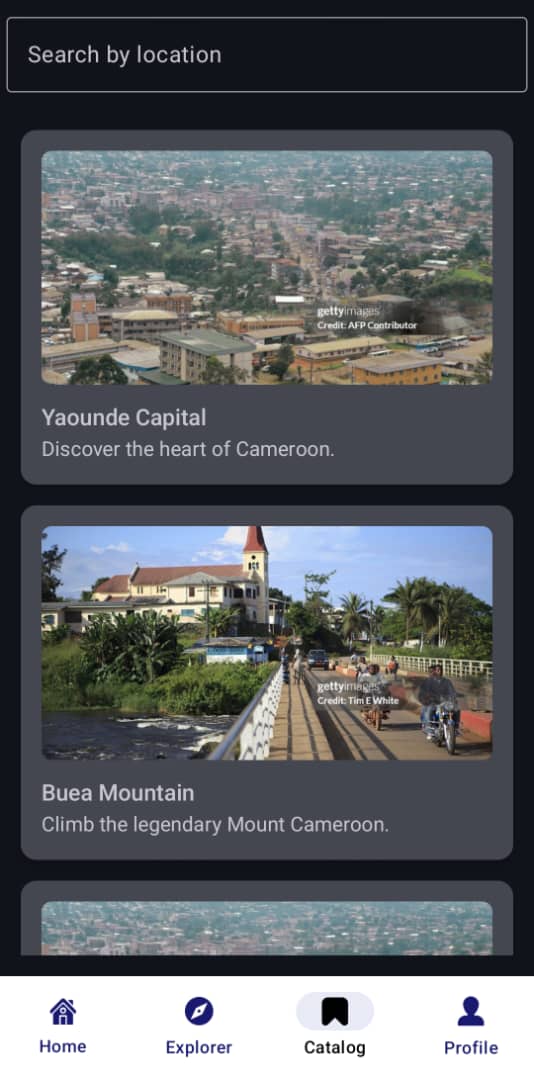 Search by location
gettyimages
Credit: AFP Contributor
Yaounde Capital
Discover the heart of Cameroon.
gettyimages
Credit: Tim E White
Buea Mountain
Climb the legendary Mount Cameroon.
Home
Explorer
Catalog
Profile